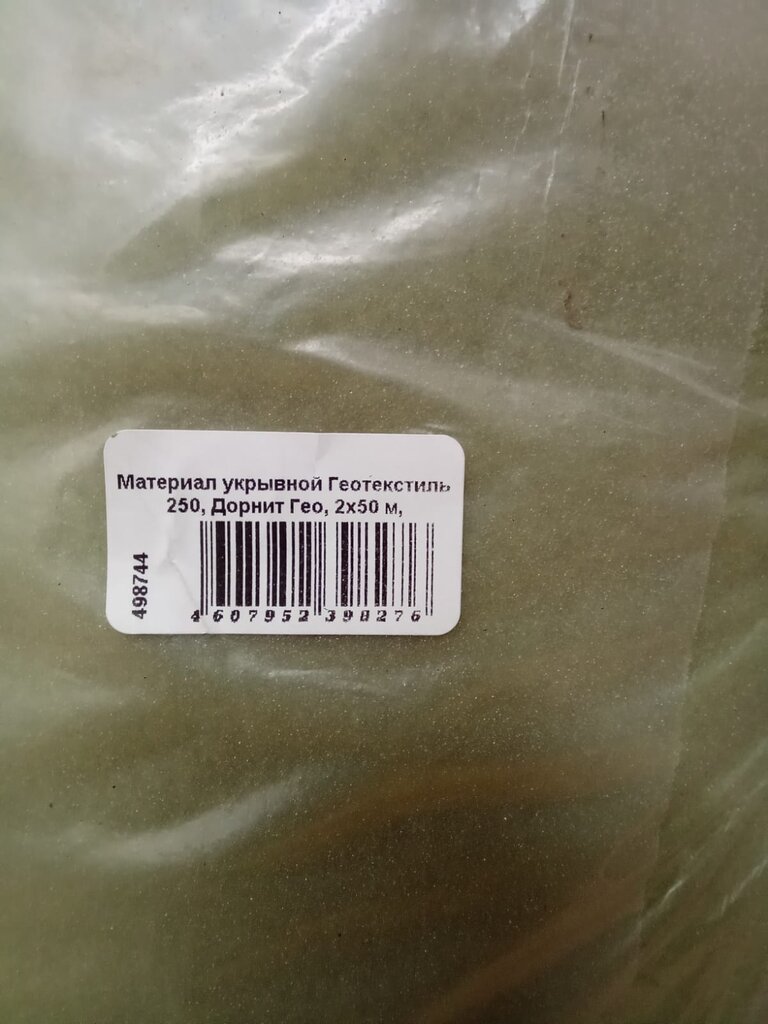 Материал укрывной Геотекстиль
250, Дорнит Гео, 2х50 м,
498744
4 607952 398276